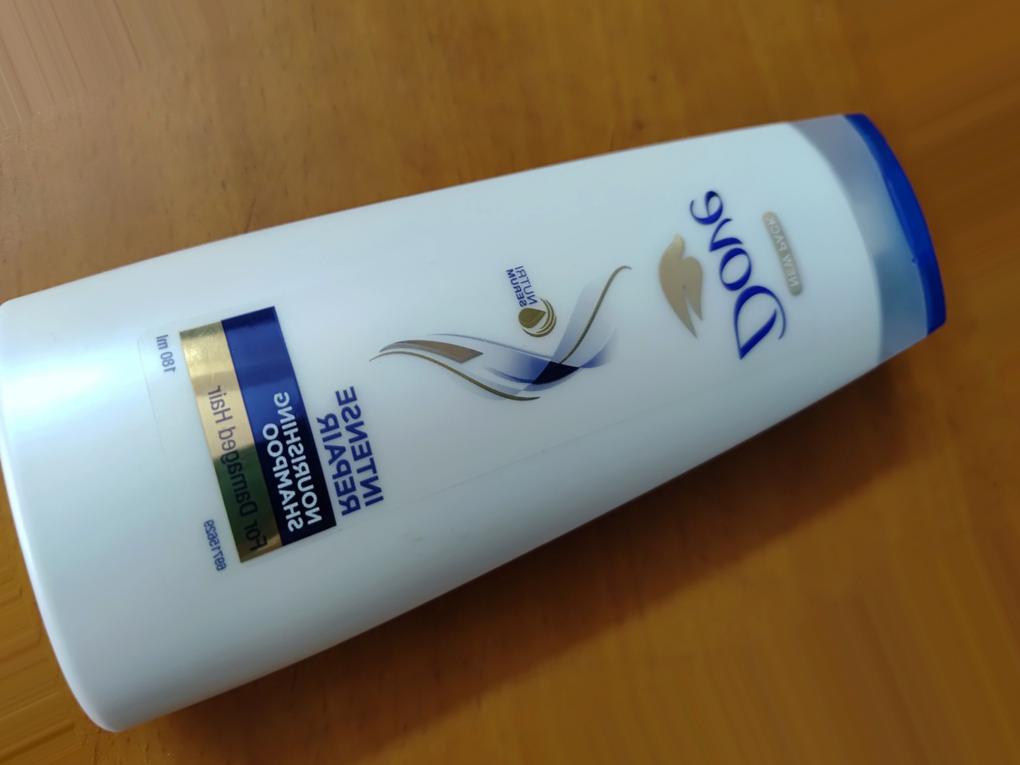 NEW PACK
Dove
NUTRI
SERUM
INTENSE
REPAIR
NOURISHING
SHAMPOO
For Damaged Hair
180 ml